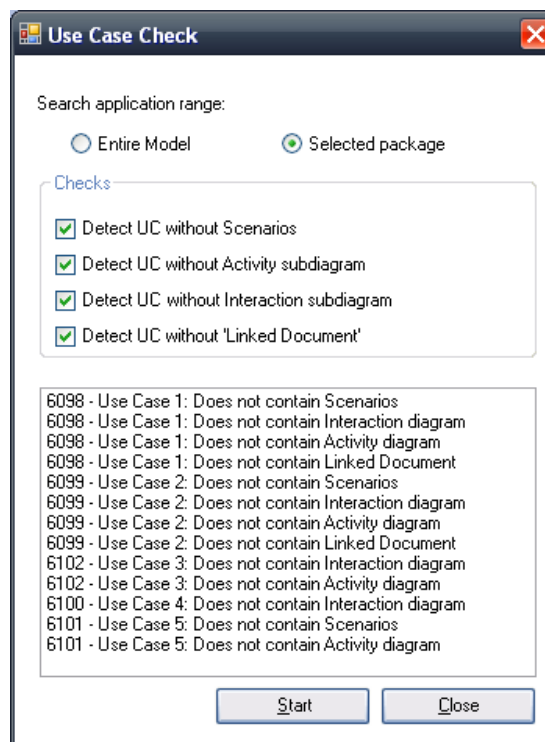 Use Case Check
Search application range:
Entire Model Selected package
Checks
Detect UC without Scenarios
Detect UC without Activity subdiagram
Detect UC without Interaction subdiagram
Detect UC without 'Linked Document'
6098 - Use Case 1: Does not contain Scenarios
6098 - Use Case 1: Does not contain Interaction diagram
6098 - Use Case 1: Does not contain Activity diagram
6098 - Use Case 1: Does not contain Linked Document
6099 - Use Case 2: Does not contain Scenarios
6099 - Use Case 2: Does not contain Interaction diagram
6099 - Use Case 2: Does not contain Activity diagram
6099 - Use Case 2: Does not contain Linked Document
6102 - Use Case 3: Does not contain Interaction diagram
6102 - Use Case 3: Does not contain Activity diagram
6100 - Use Case 4: Does not contain Interaction diagram
6101 - Use Case 5: Does not contain Scenarios
6101 - Use Case 5: Does not contain Activity diagram
Start Close